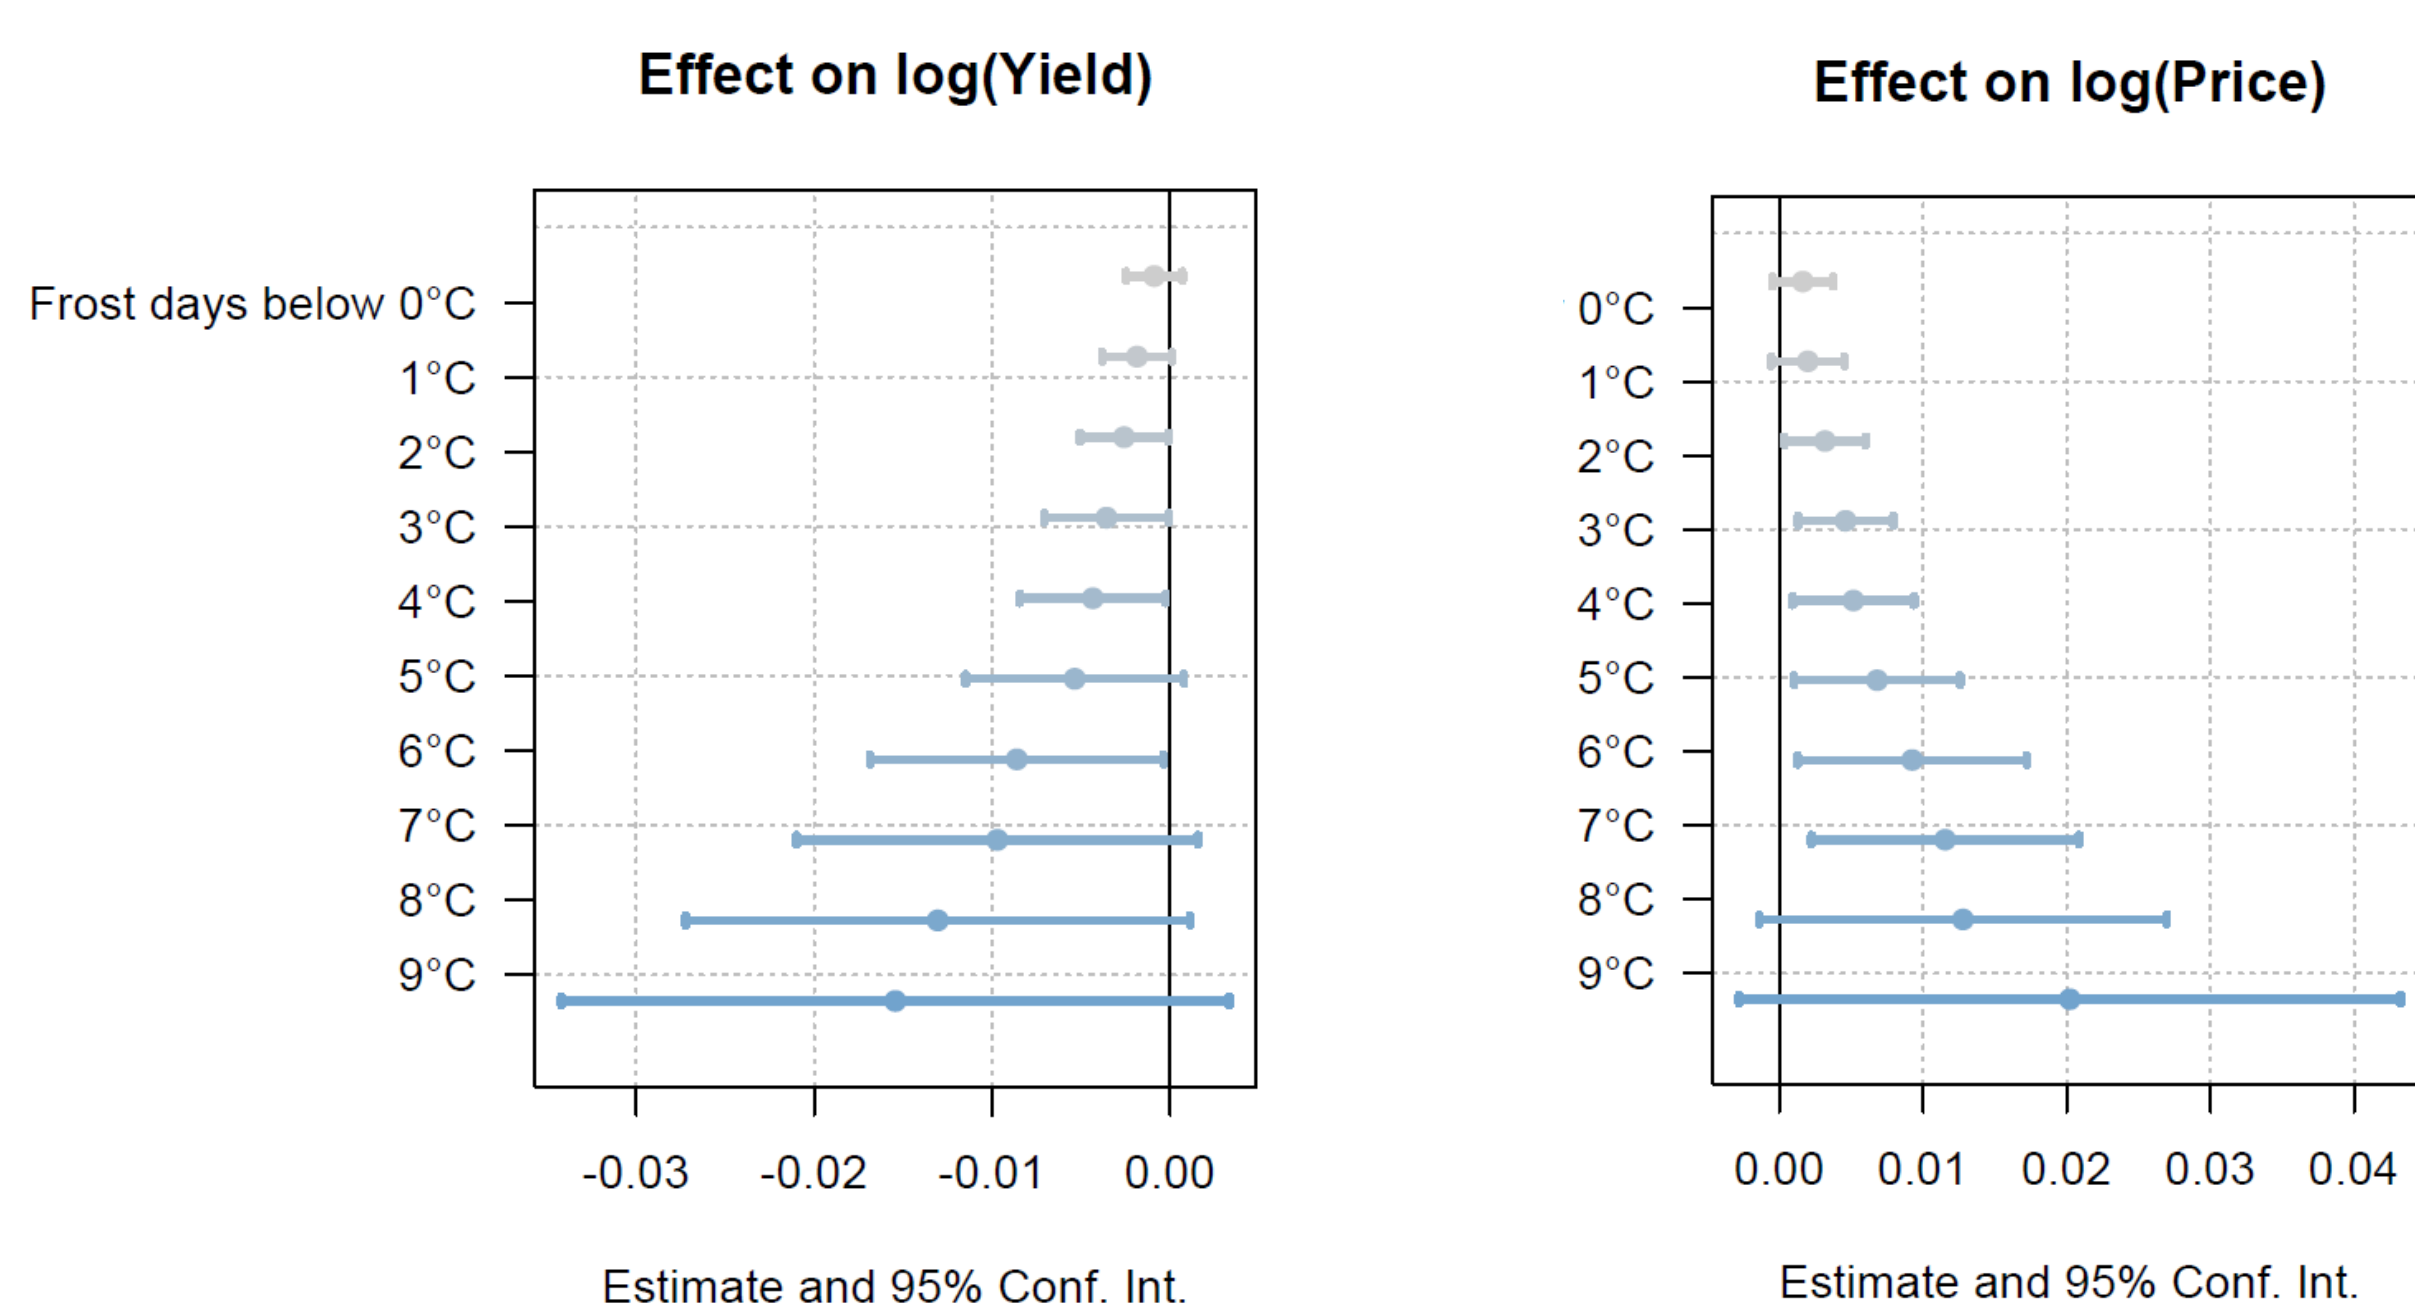 Effect on log(Yield)
Frost days below 0°C
1°C
2°C
3°C
4°C
5°C
6°C
7°C
8°C
9°C
-0.03 -0.02 -0.01 0.00
Estimate and 95% Conf. Int.
Effect on log(Price)
0°C
1°C
2°C
3°C
4°C
5°C
6°C
7°C
8°C
9°C
0.00 0.01 0.02 0.03 0.04
Estimate and 95% Conf. Int.